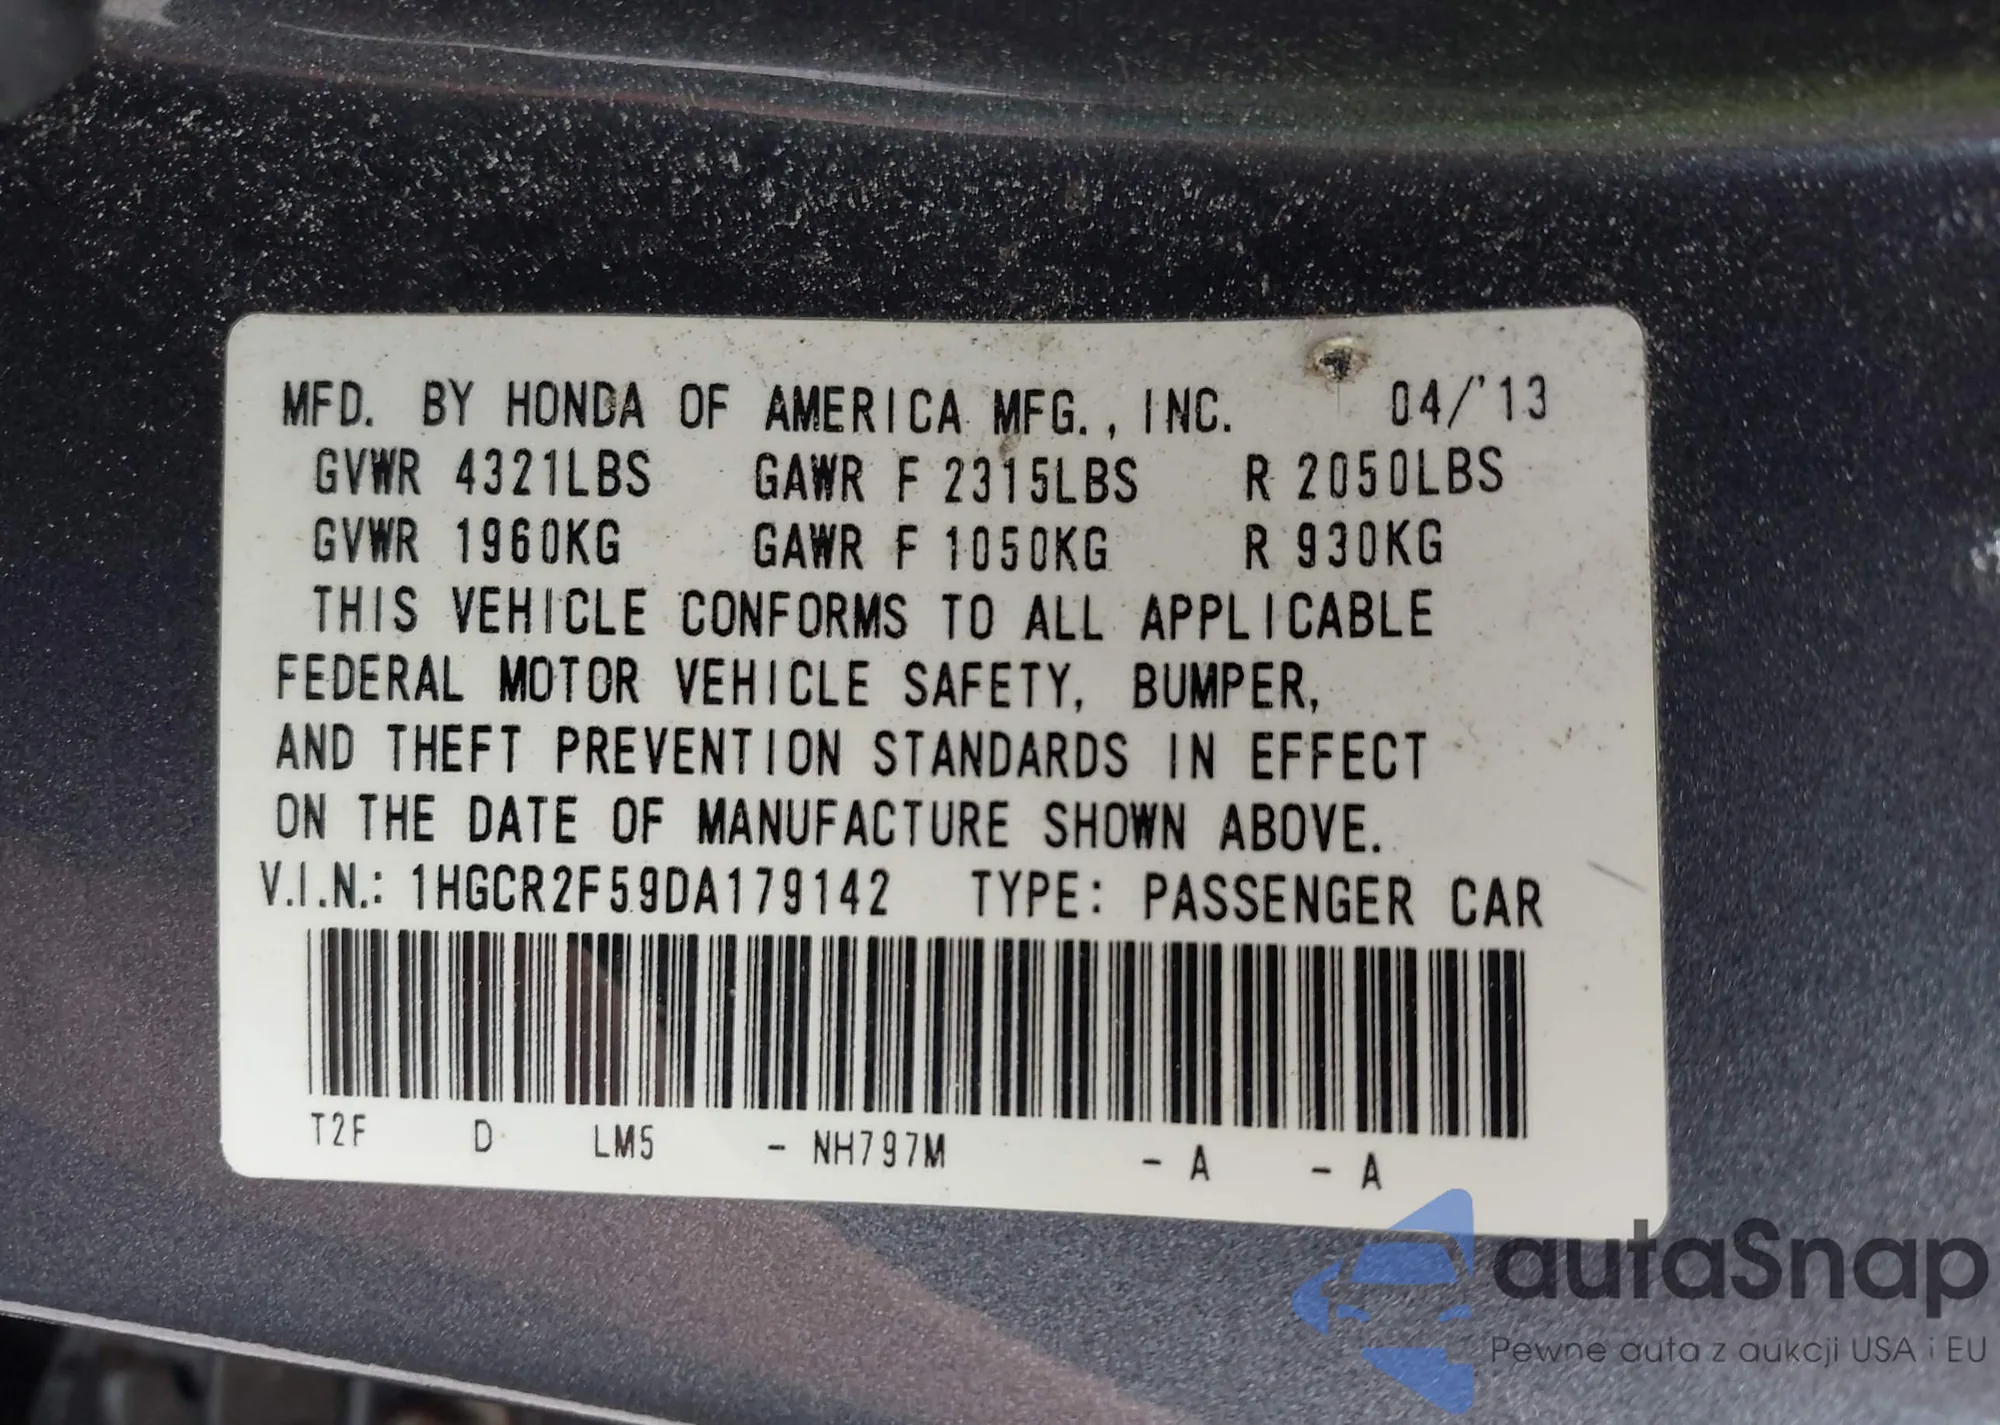 MFD. BY HONDA OF AMERICA MFG., INC. 04/'13
GVWR 4321LBS GAWR F 2315LBS R 2050LBS
GVWR 1960KG GAWR F 1050KG R 930KG
THIS VEHICLE CONFORMS TO ALL APPLICABLE
FEDERAL MOTOR VEHICLE SAFETY, BUMPER,
AND THEFT PREVENTION STANDARDS IN EFFECT
ON THE DATE OF MANUFACTURE SHOWN ABOVE.
V.I.N.: 1HGCR2F59DA179142 TYPE: PASSENGER CAR
T2F D LM5 - NH797M - A - A
autaSnap
Pewne auta z aukcji USA i EU